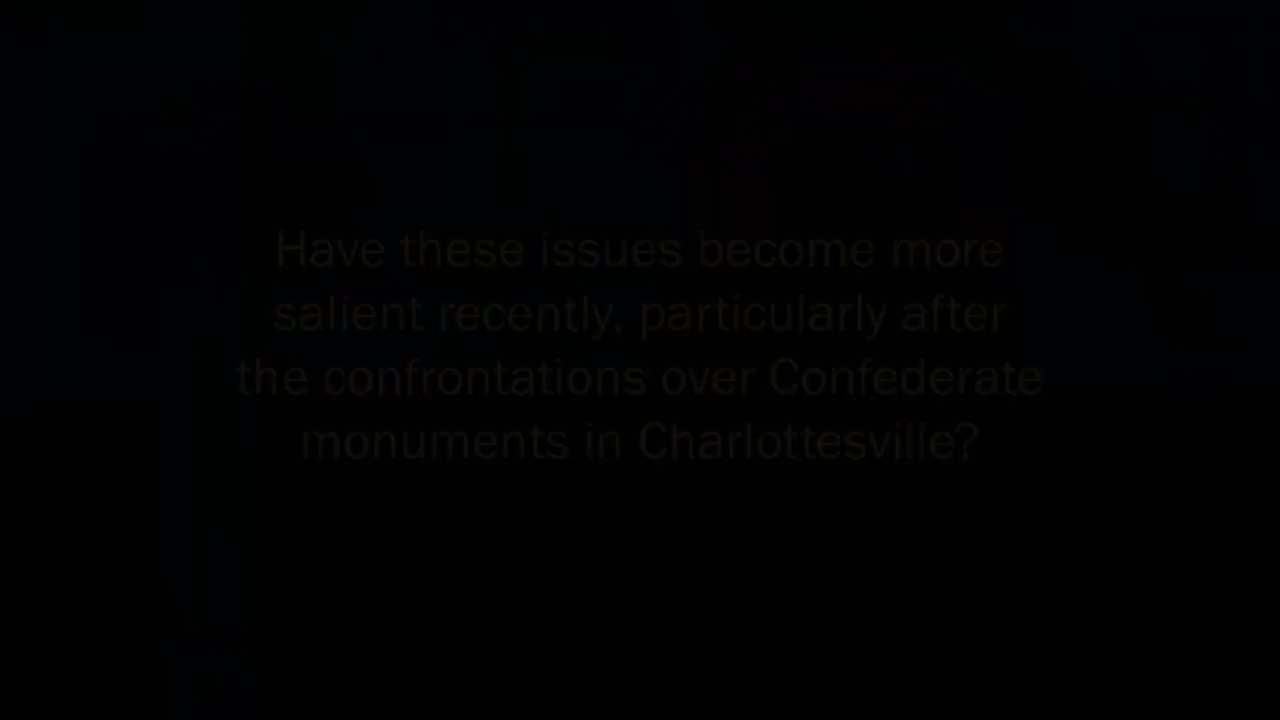 Have these issues become more
salient recently, particularly after
the confrontations over Confederate
monuments in Charlottesville?